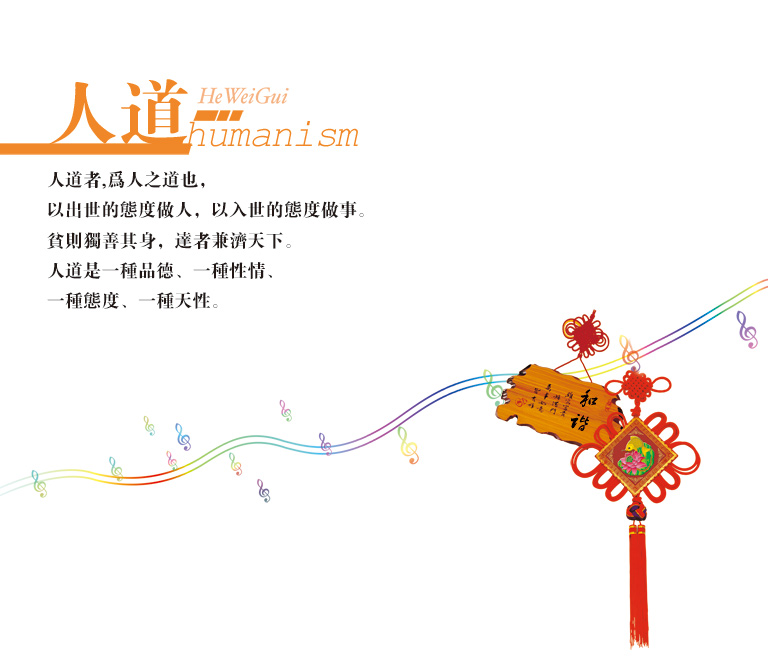 人道
HeWeiGui
humanism
人道者,爲人之道也，
以出世的態度做人，以入世的態度做事。
貧則獨善其身，達者兼濟天下。
人道是一種品德、一種性情、
一種態度、一種天性。
和諧